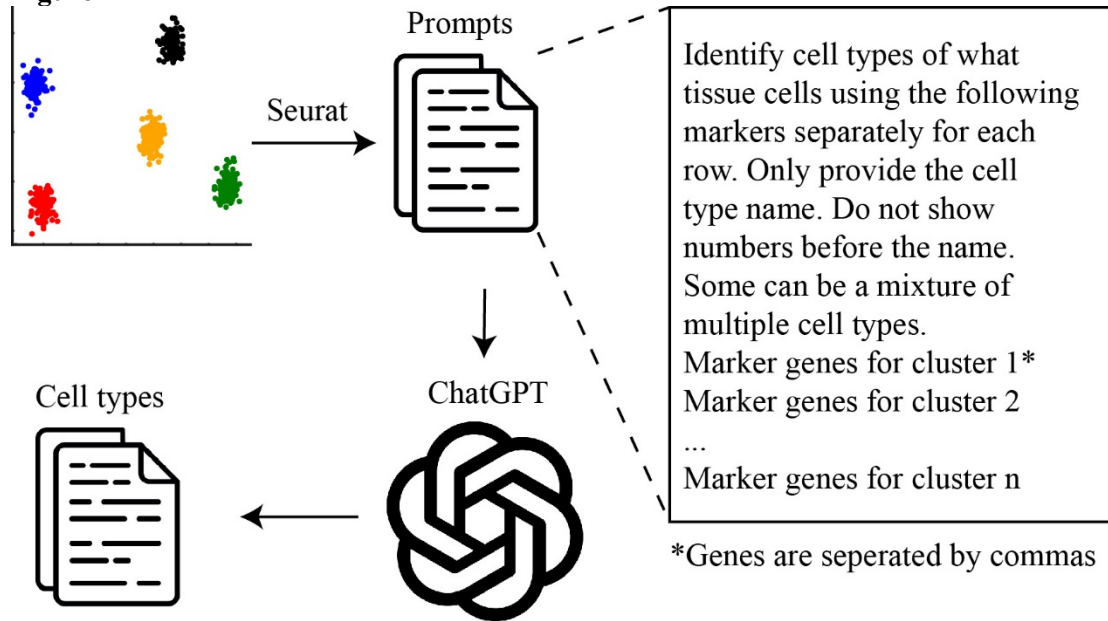 Prompts
Seurat
Identify cell types of what
tissue cells using the following
markers separately for each
row. Only provide the cell
type name. Do not show
numbers before the name.
Some can be a mixture of
multiple cell types.
Marker genes for cluster 1*
Marker genes for cluster 2
...
Marker genes for cluster n
*Genes are seperated by commas
ChatGPT
Cell types